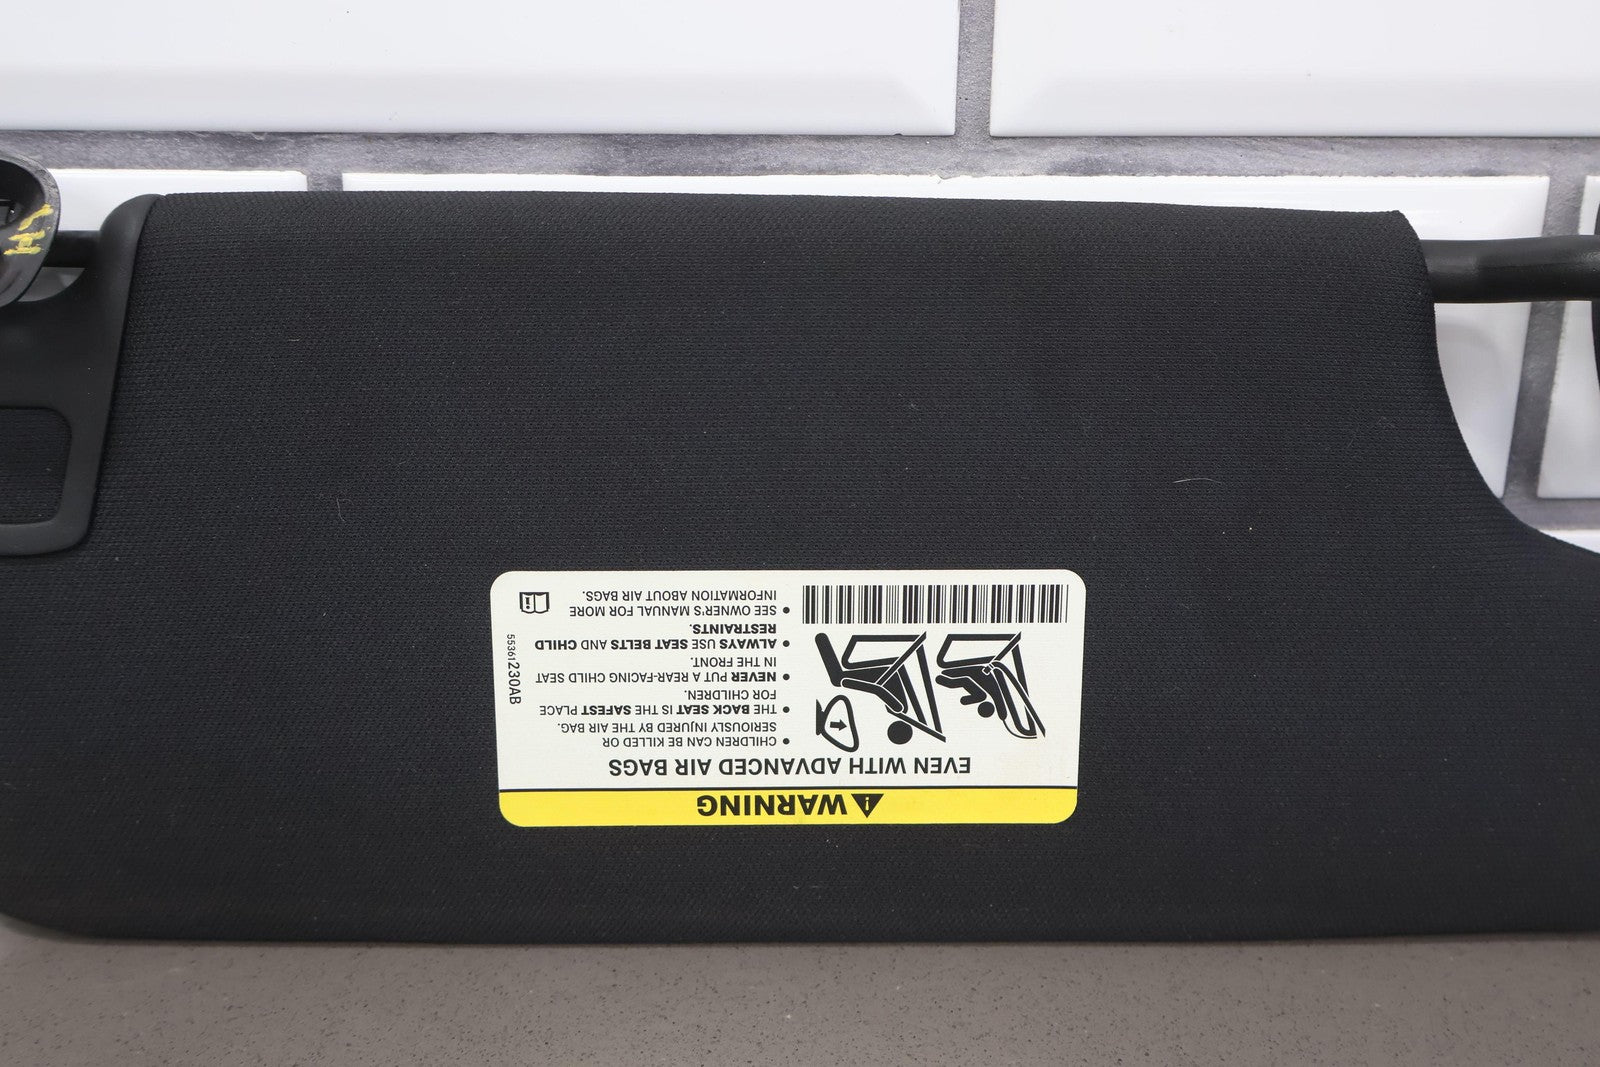 LH
⚠ WARNING
EVEN WITH ADVANCED AIR BAGS
• CHILDREN CAN BE KILLED OR
SERIOUSLY INJURED BY THE AIR BAG.
• THE BACK SEAT IS THE SAFEST PLACE
FOR CHILDREN.
• NEVER PUT A REAR-FACING CHILD SEAT
IN THE FRONT.
• ALWAYS USE SEAT BELTS AND CHILD
RESTRAINTS.
• SEE OWNER'S MANUAL FOR MORE
INFORMATION ABOUT AIR BAGS.
55361230AB